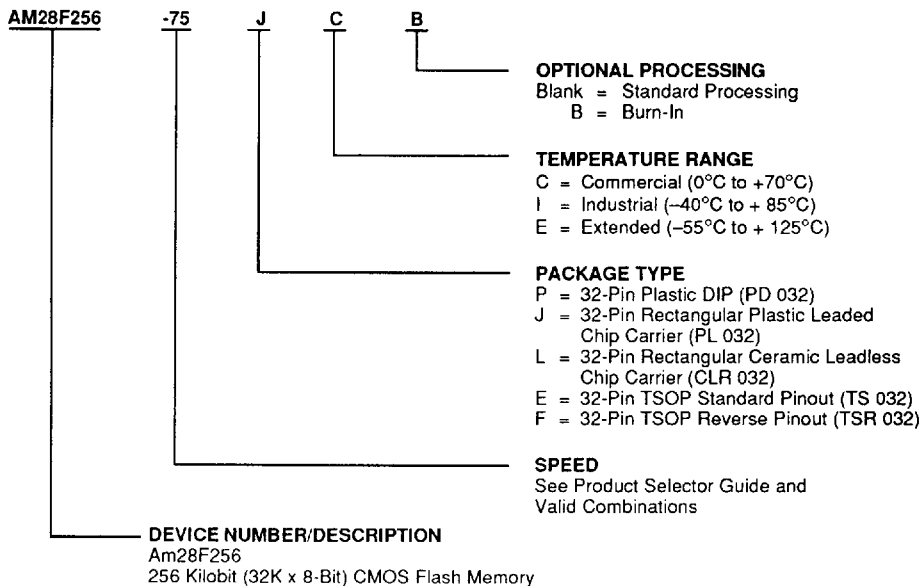 AM28F256 -75 J C B
OPTIONAL PROCESSING
Blank = Standard Processing
B = Burn-In
TEMPERATURE RANGE
C = Commercial (0°C to +70°C)
I = Industrial (–40°C to + 85°C)
E = Extended (–55°C to + 125°C)
PACKAGE TYPE
P = 32-Pin Plastic DIP (PD 032)
J = 32-Pin Rectangular Plastic Leaded
Chip Carrier (PL 032)
L = 32-Pin Rectangular Ceramic Leadless
Chip Carrier (CLR 032)
E = 32-Pin TSOP Standard Pinout (TS 032)
F = 32-Pin TSOP Reverse Pinout (TSR 032)
SPEED
See Product Selector Guide and
Valid Combinations
DEVICE NUMBER/DESCRIPTION
Am28F256
256 Kilobit (32K x 8-Bit) CMOS Flash Memory